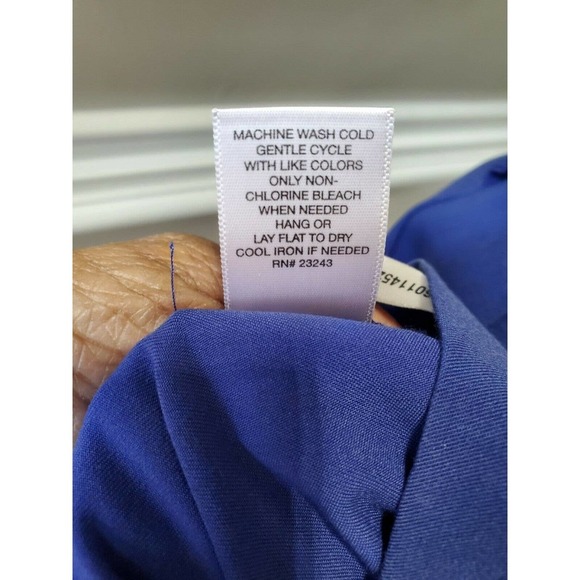 MACHINE WASH COLD
GENTLE CYCLE
WITH LIKE COLORS
ONLY NON-
CHLORINE BLEACH
WHEN NEEDED
HANG OR
LAY FLAT TO DRY
COOL IRON IF NEEDED
RN# 23243